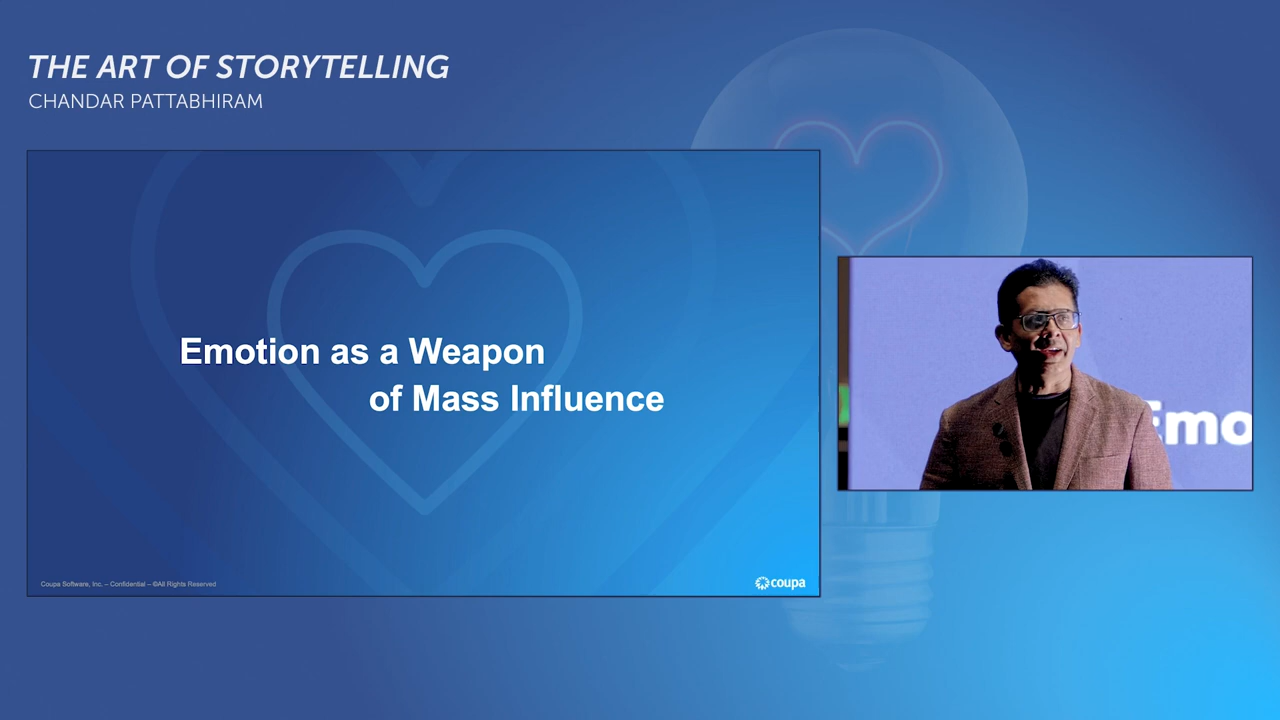 THE ART OF STORYTELLING
CHANDAR PATTABHIRAM
Emotion as a Weapon
of Mass Influence
Coupa Software, Inc. – Confidential – ©All Rights Reserved
coupa
Emo